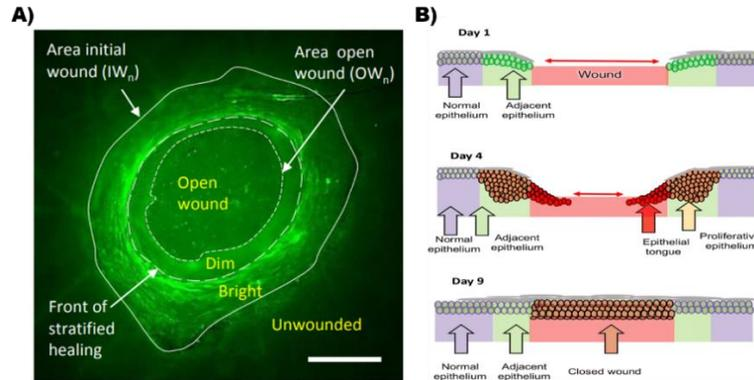 A)
Area initial
wound (IWn)
Area open
wound (OWn)
Open
wound
Dim
Bright
Front of
stratified
healing
Unwounded
B)
Day 1
Wound
Normal
epithelium
Adjacent
epithelium
Day 4
Normal
epithelium
Adjacent
epithelium
Epithelial
tongue
Proliferative
epithelium
Day 9
Normal
epithelium
Adjacent
epithelium
Closed wound